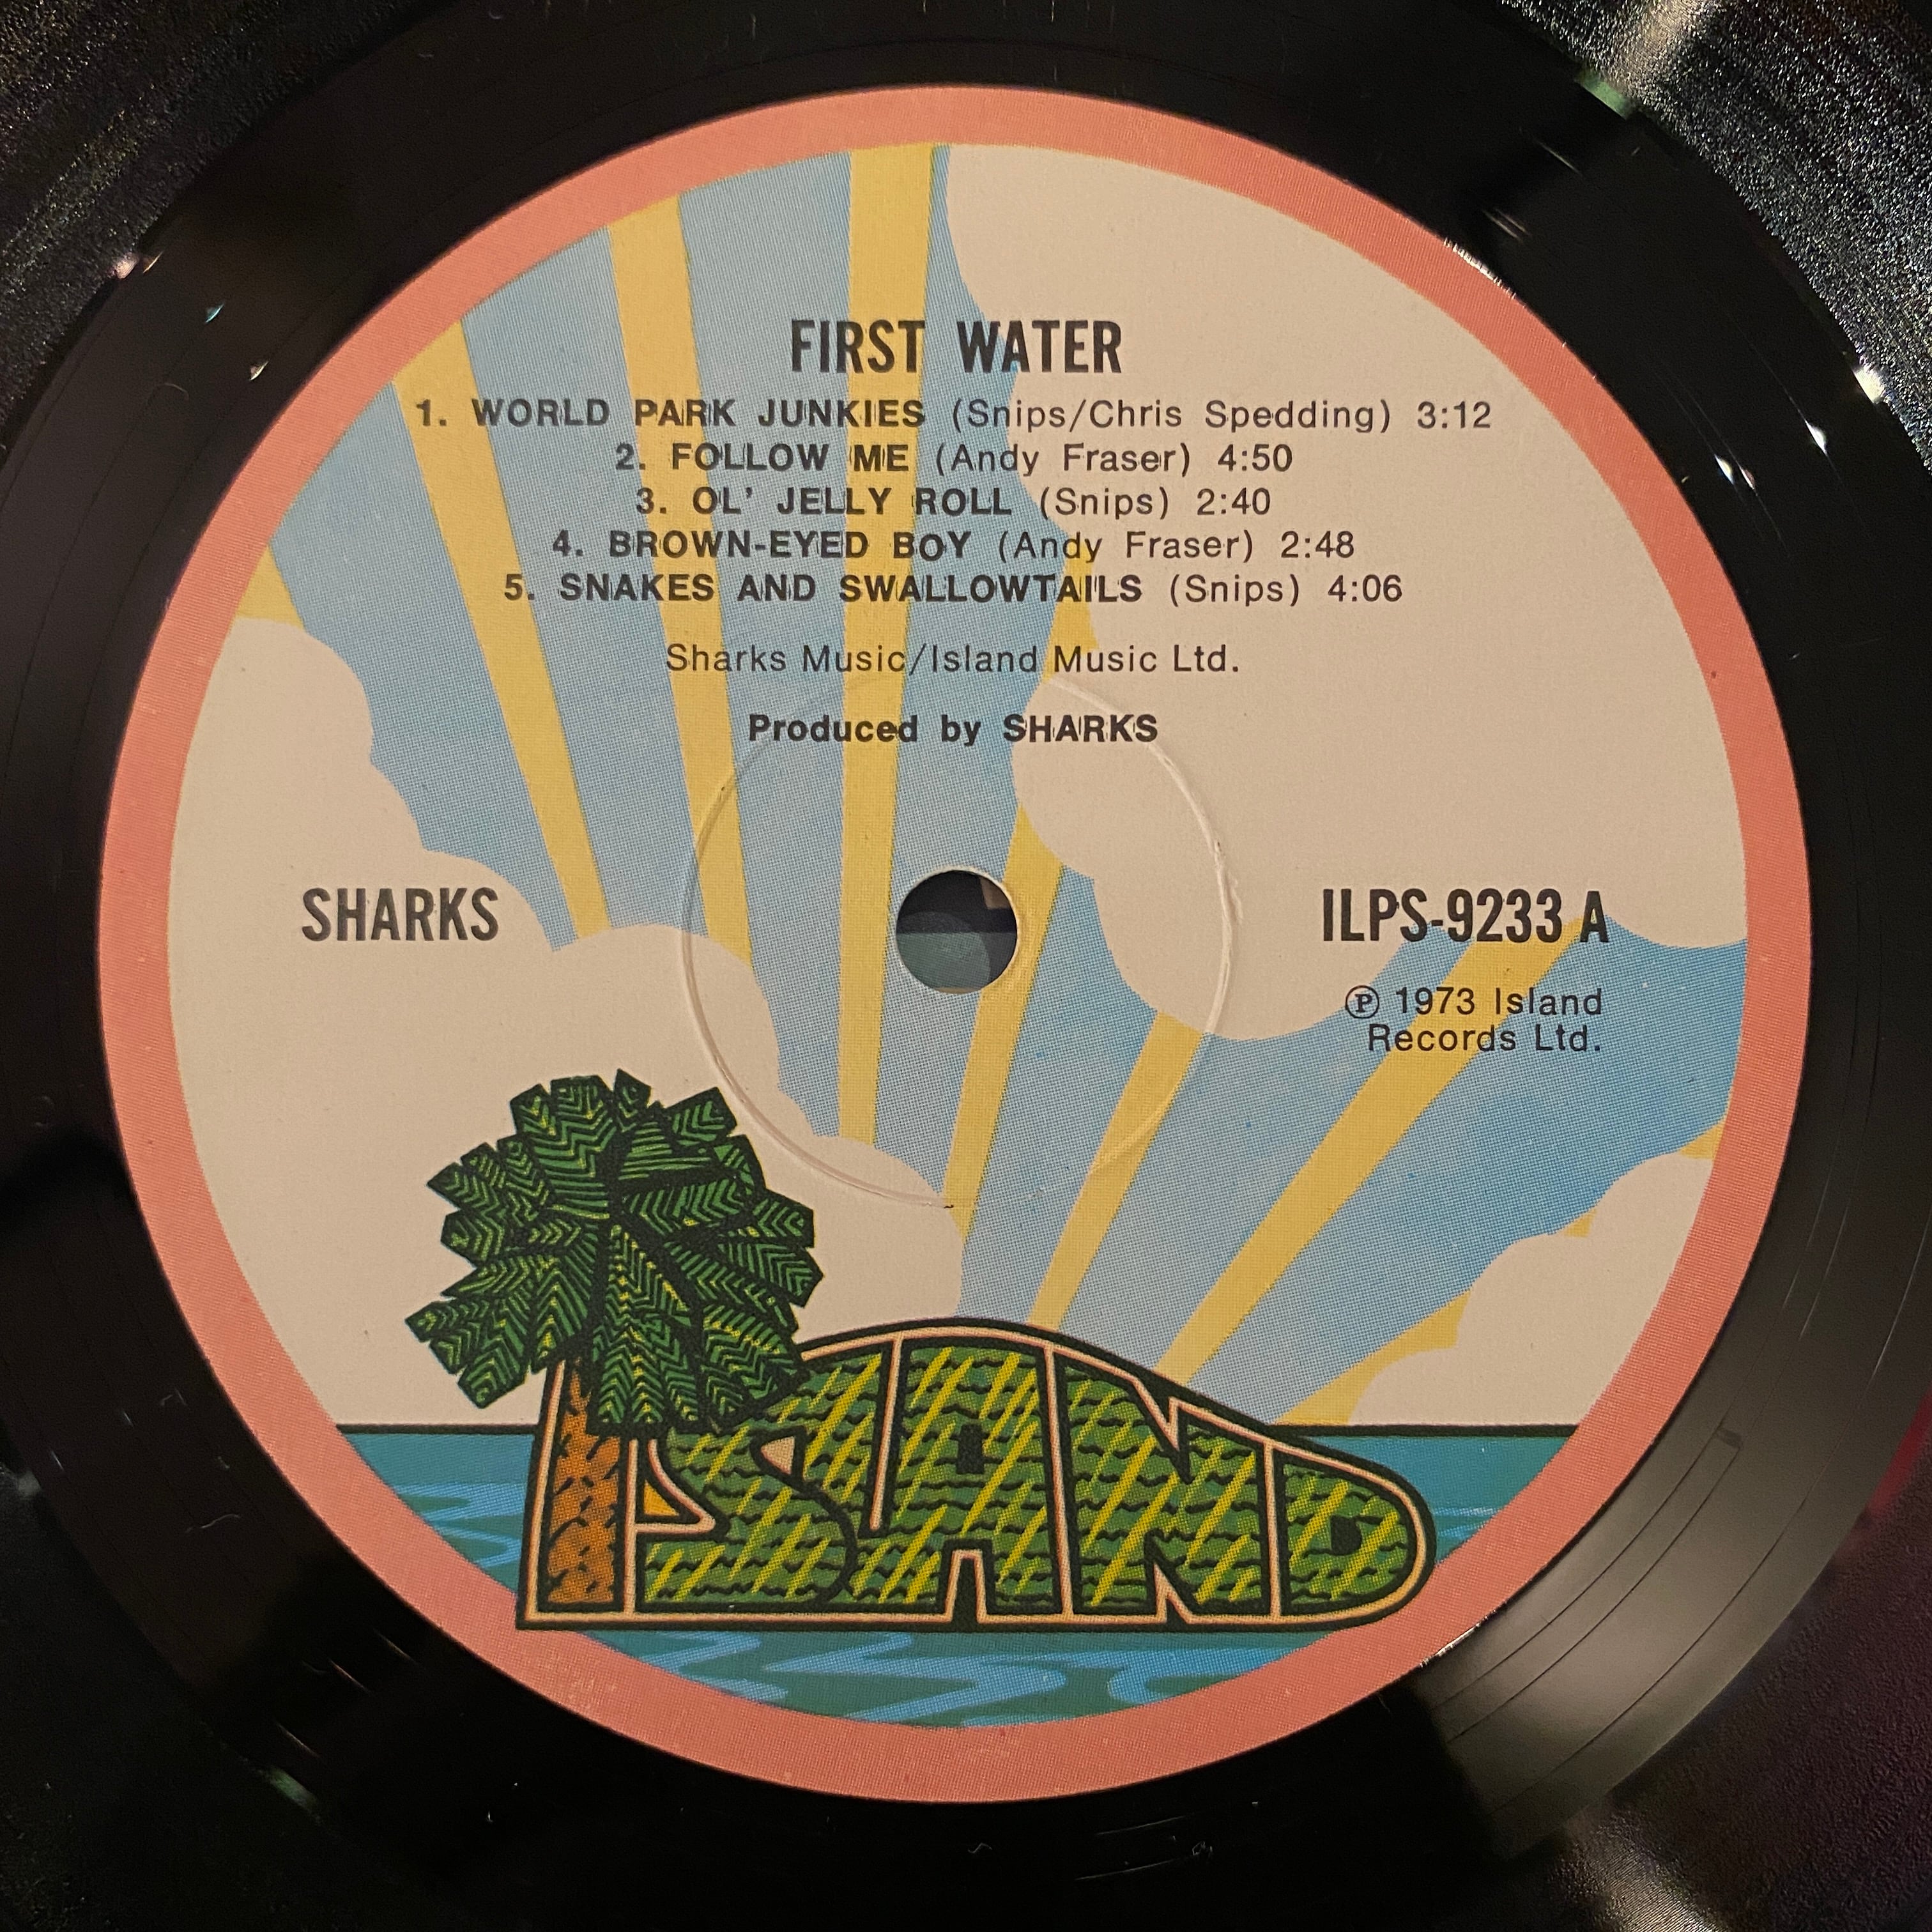 FIRST WATER
1. WORLD PARK JUNKIES (Snips/Chris Spedding) 3:12
2. FOLLOW ME (Andy Fraser) 4:50
3. OL' JELLY ROLL (Snips) 2:40
4. BROWN-EYED BOY (Andy Fraser) 2:48
5. SNAKES AND SWALLOWTAILS (Snips) 4:06
Sharks Music/Island Music Ltd.
Produced by SHARKS
SHARKS
ILPS-9233 A
Ⓟ 1973 Island
Records Ltd.
ISLAND